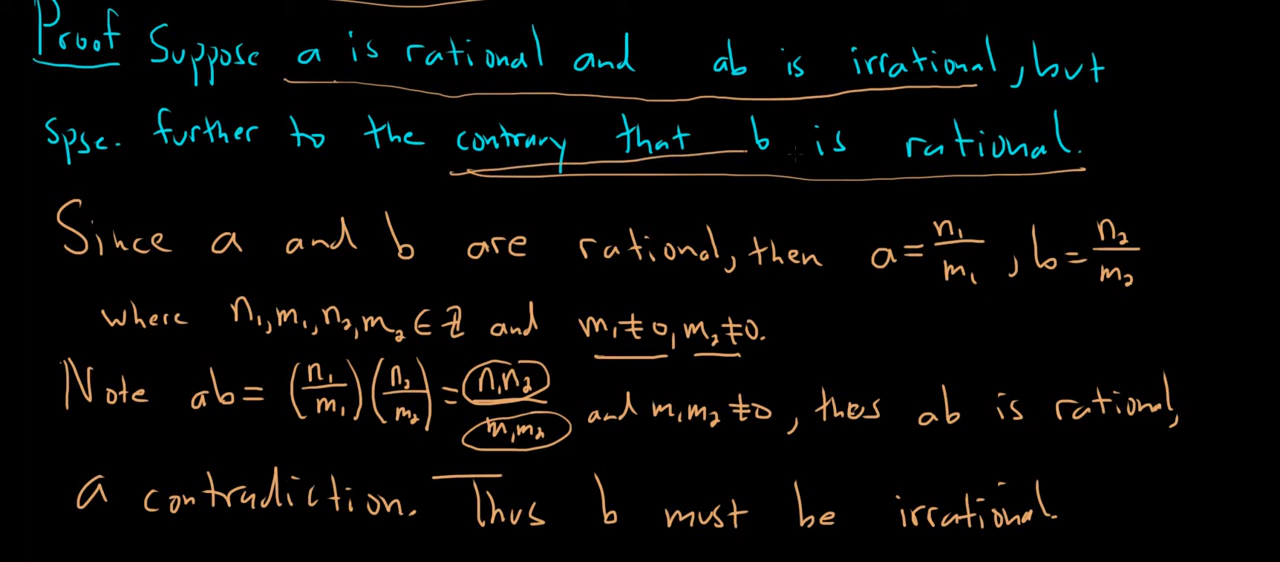 Proof Suppose a is rational and ab is irrational, but
spse. further to the contrary that b is rational.
Since a and b are rational, then a = n₁/m₁, b = n₂/m₂
where n₁, m₁, n₂, m₂ ∈ ℤ and m₁ ≠ 0, m₂ ≠ 0.
Note ab = (n₁/m₁)(n₂/m₂) = n₁n₂/m₁m₂ and m₁m₂ ≠ 0, thus ab is rational,
a contradiction. Thus b must be irrational.